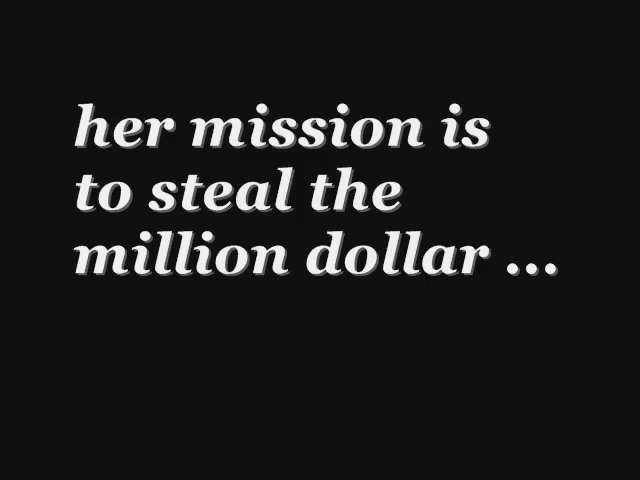 her mission is
to steal the
million dollar ...